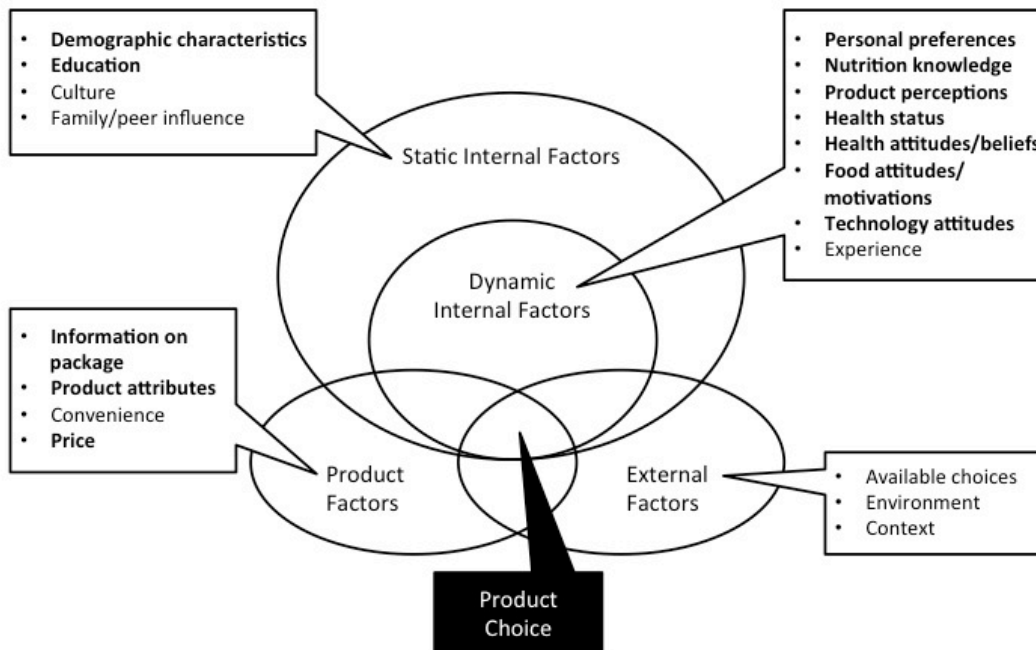 • Demographic characteristics
• Education
• Culture
• Family/peer influence
• Personal preferences
• Nutrition knowledge
• Product perceptions
• Health status
• Health attitudes/beliefs
• Food attitudes/
motivations
• Technology attitudes
• Experience
Static Internal Factors
Dynamic
Internal Factors
• Information on
package
• Product attributes
• Convenience
• Price
Product
Factors
External
Factors
• Available choices
• Environment
• Context
Product
Choice